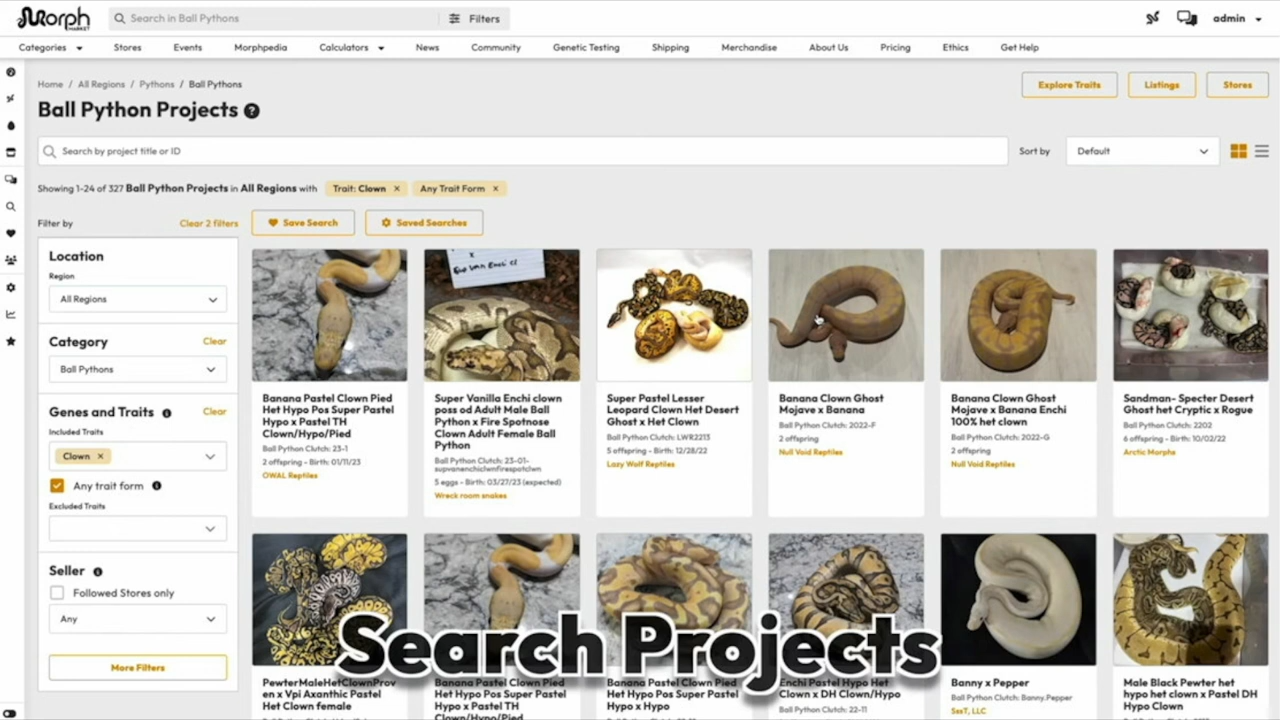 Morph
MARKET
Search in Ball Pythons
Filters
admin
Categories
Stores
Events
Morphpedia
Calculators
News
Community
Genetic Testing
Shipping
Merchandise
About Us
Pricing
Ethics
Get Help
Home / All Regions / Pythons / Ball Pythons
Explore Traits
Listings
Stores
Ball Python Projects
Search by project title or ID
Sort by
Default
Showing 1-24 of 327 Ball Python Projects in All Regions with
Trait: Clown ×
Any Trait Form ×
Filter by
Clear 2 filters
Save Search
Saved Searches
Location
Region
All Regions
Category
Clear
Ball Pythons
Genes and Traits
Clear
Included Traits
Clown ×
Any trait form
Excluded Traits
Seller
Followed Stores only
Any
More Filters
x
Banana Pastel Clown Pied
Het Hypo Pos Super Pastel
Hypo x Pastel TH
Clown/Hypo/Pied
Ball Python Clutch: 23-1
2 offspring - Birth: 01/11/23
OWAL Reptiles
Super Vanilla Enchi clown
poss od Adult Male Ball
Python x Fire Spotnose
Clown Adult Female Ball
Python
Ball Python Clutch: 23-01-
supvanenchiclwnfirespotclwn
5 eggs - Birth: 03/27/23 (expected)
Wreck room snakes
Super Pastel Lesser
Leopard Clown Het Desert
Ghost x Het Clown
Ball Python Clutch: LWR2213
5 offspring - Birth: 12/28/22
Lazy Wolf Reptiles
Banana Clown Ghost
Mojave x Banana
Ball Python Clutch: 2022-F
2 offspring
Null Void Reptiles
Banana Clown Ghost
Mojave x Banana Enchi
100% het clown
Ball Python Clutch: 2022-G
2 offspring
Null Void Reptiles
Sandman- Specter Desert
Ghost het Cryptic x Rogue
Ball Python Clutch: 2202
6 offspring - Birth: 10/02/22
Arctic Morphs
Search Projects
PewterMaleHetClownProv
en x Vpi Axanthic Pastel
Het Clown female
Banana Pastel Clown Pied
Het Hypo Pos Super Pastel
Hypo x Pastel TH
Clown/Hypo/Pied
Banana Pastel Clown Pied
Het Hypo Pos Super Pastel
Hypo x Hypo
Enchi Pastel Hypo Het
Clown x DH Clown/Hypo
Ball Python Clutch: 22-11
Banny x Pepper
Ball Python Clutch: Banny.Pepper
SexT, LLC
Male Black Pewter het
hypo het clown x Pastel DH
Hypo Clown